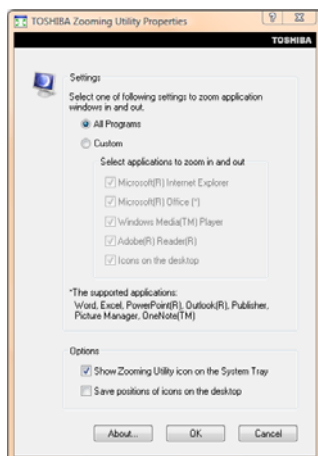 TOSHIBA Zooming Utility Properties
TOSHIBA
Settings
Select one of following settings to zoom application
windows in and out.
All Programs
Custom
Select applications to zoom in and out
Microsoft(R) Internet Explorer
Microsoft(R) Office (*)
Windows Media(TM) Player
Adobe(R) Reader(R)
Icons on the desktop
*The supported applications:
Word, Excel, PowerPoint(R), Outlook(R), Publisher,
Picture Manager, OneNote(TM)
Options
Show Zooming Utility icon on the System Tray
Save positions of icons on the desktop
About... OK Cancel